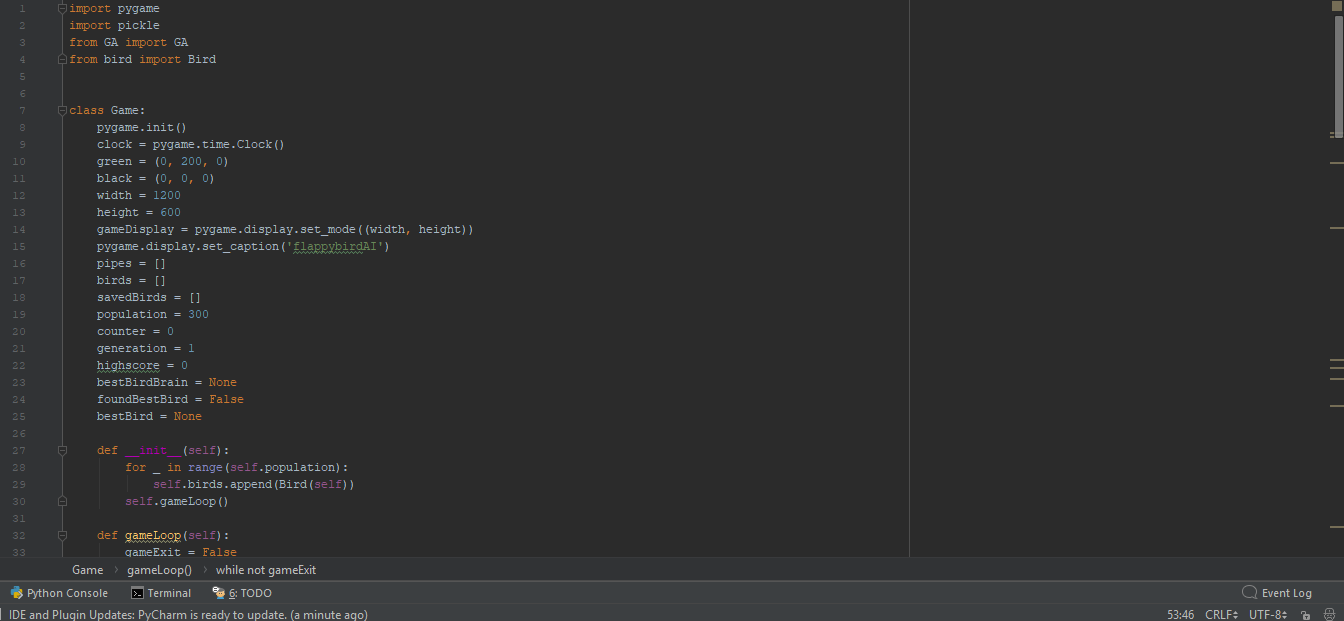 1 import pygame
2 import pickle
3 from GA import GA
4 from bird import Bird
5
6
7 class Game:
8     pygame.init()
9     clock = pygame.time.Clock()
10     green = (0, 200, 0)
11     black = (0, 0, 0)
12     width = 1200
13     height = 600
14     gameDisplay = pygame.display.set_mode((width, height))
15     pygame.display.set_caption('flappybirdAI')
16     pipes = []
17     birds = []
18     savedBirds = []
19     population = 300
20     counter = 0
21     generation = 1
22     highscore = 0
23     bestBirdBrain = None
24     foundBestBird = False
25     bestBird = None
26
27     def __init__(self):
28         for _ in range(self.population):
29             self.birds.append(Bird(self))
30         self.gameLoop()
31
32     def gameLoop(self):
33         gameExit = False
Game > gameLoop() > while not gameExit
Python Console Terminal 6: TODO Event Log
IDE and Plugin Updates: PyCharm is ready to update. (a minute ago) 53:46 CRLF UTF-8